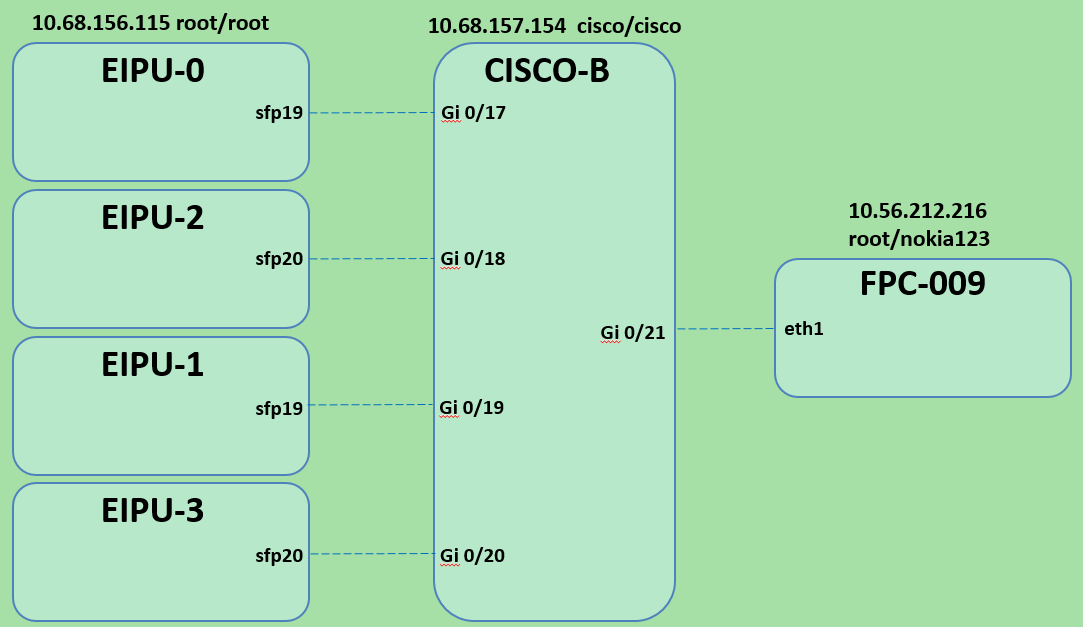 10.68.156.115 root/root
EIPU-0
sfp19
EIPU-2
sfp20
EIPU-1
sfp19
EIPU-3
sfp20
10.68.157.154 cisco/cisco
CISCO-B
Gi 0/17
Gi 0/18
Gi 0/19
Gi 0/20
Gi 0/21
10.56.212.216
root/nokia123
FPC-009
eth1